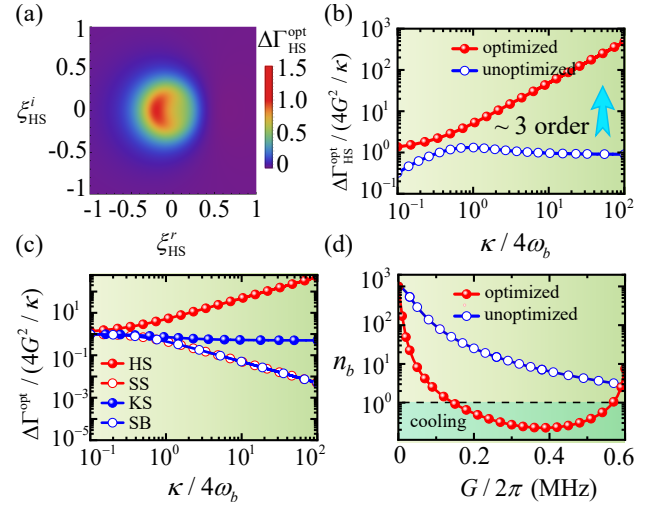 (a)
1
0.5
0
-0.5
-1
ξ^i_HS
-1 -0.5 0 0.5 1
ξ^r_HS
ΔΓ^opt_HS
1.5
1.0
0.5
0
(b)
10^3
10^2
10^1
10^0
10^-1
ΔΓ^opt_HS / (4G^2 / κ)
optimized
unoptimized
~ 3 order
10^-1 10^0 10^1 10^2
κ / 4ω_b
(c)
10^1
10^-1
10^-3
10^-5
ΔΓ^opt / (4G^2 / κ)
HS
SS
KS
SB
10^-1 10^0 10^1 10^2
κ / 4ω_b
(d)
10^3
10^2
10^1
10^0
n_b
optimized
unoptimized
cooling
0 0.2 0.4 0.6
G / 2π (MHz)